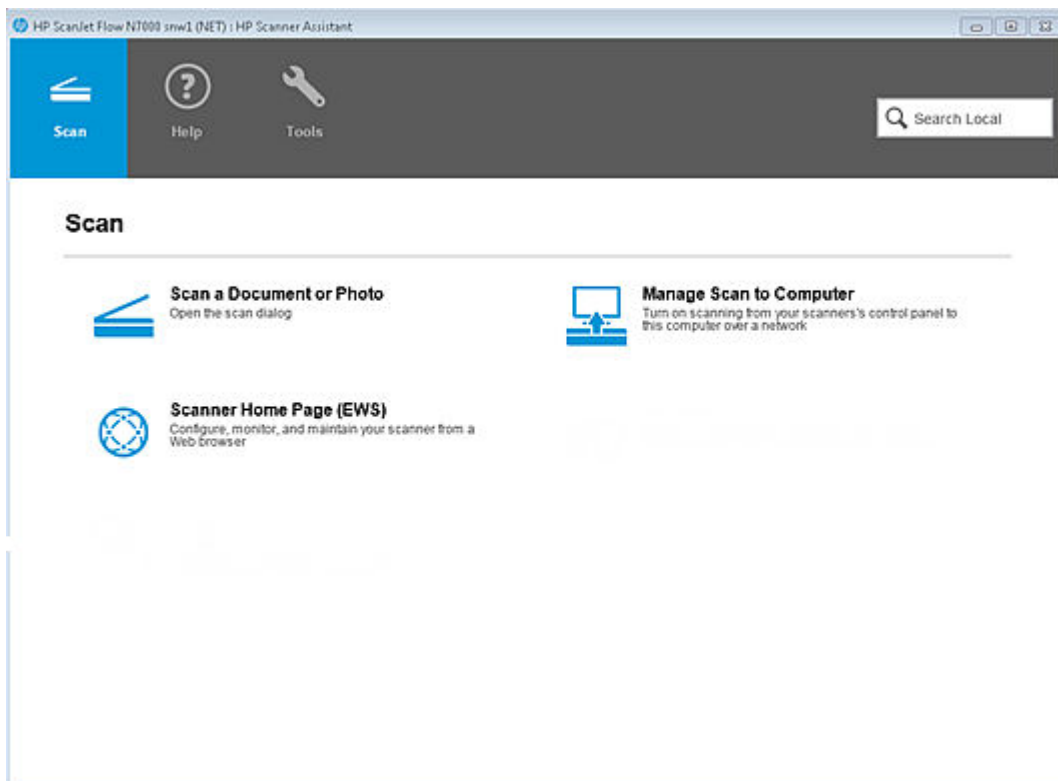 HP ScanJet Flow N7000 snw1 (NET) : HP Scanner Assistant
Scan
Help
Tools
Search Local
Scan
Scan a Document or Photo
Open the scan dialog
Manage Scan to Computer
Turn on scanning from your scanners's control panel to
this computer over a network
Scanner Home Page (EWS)
Configure, monitor, and maintain your scanner from a
Web browser